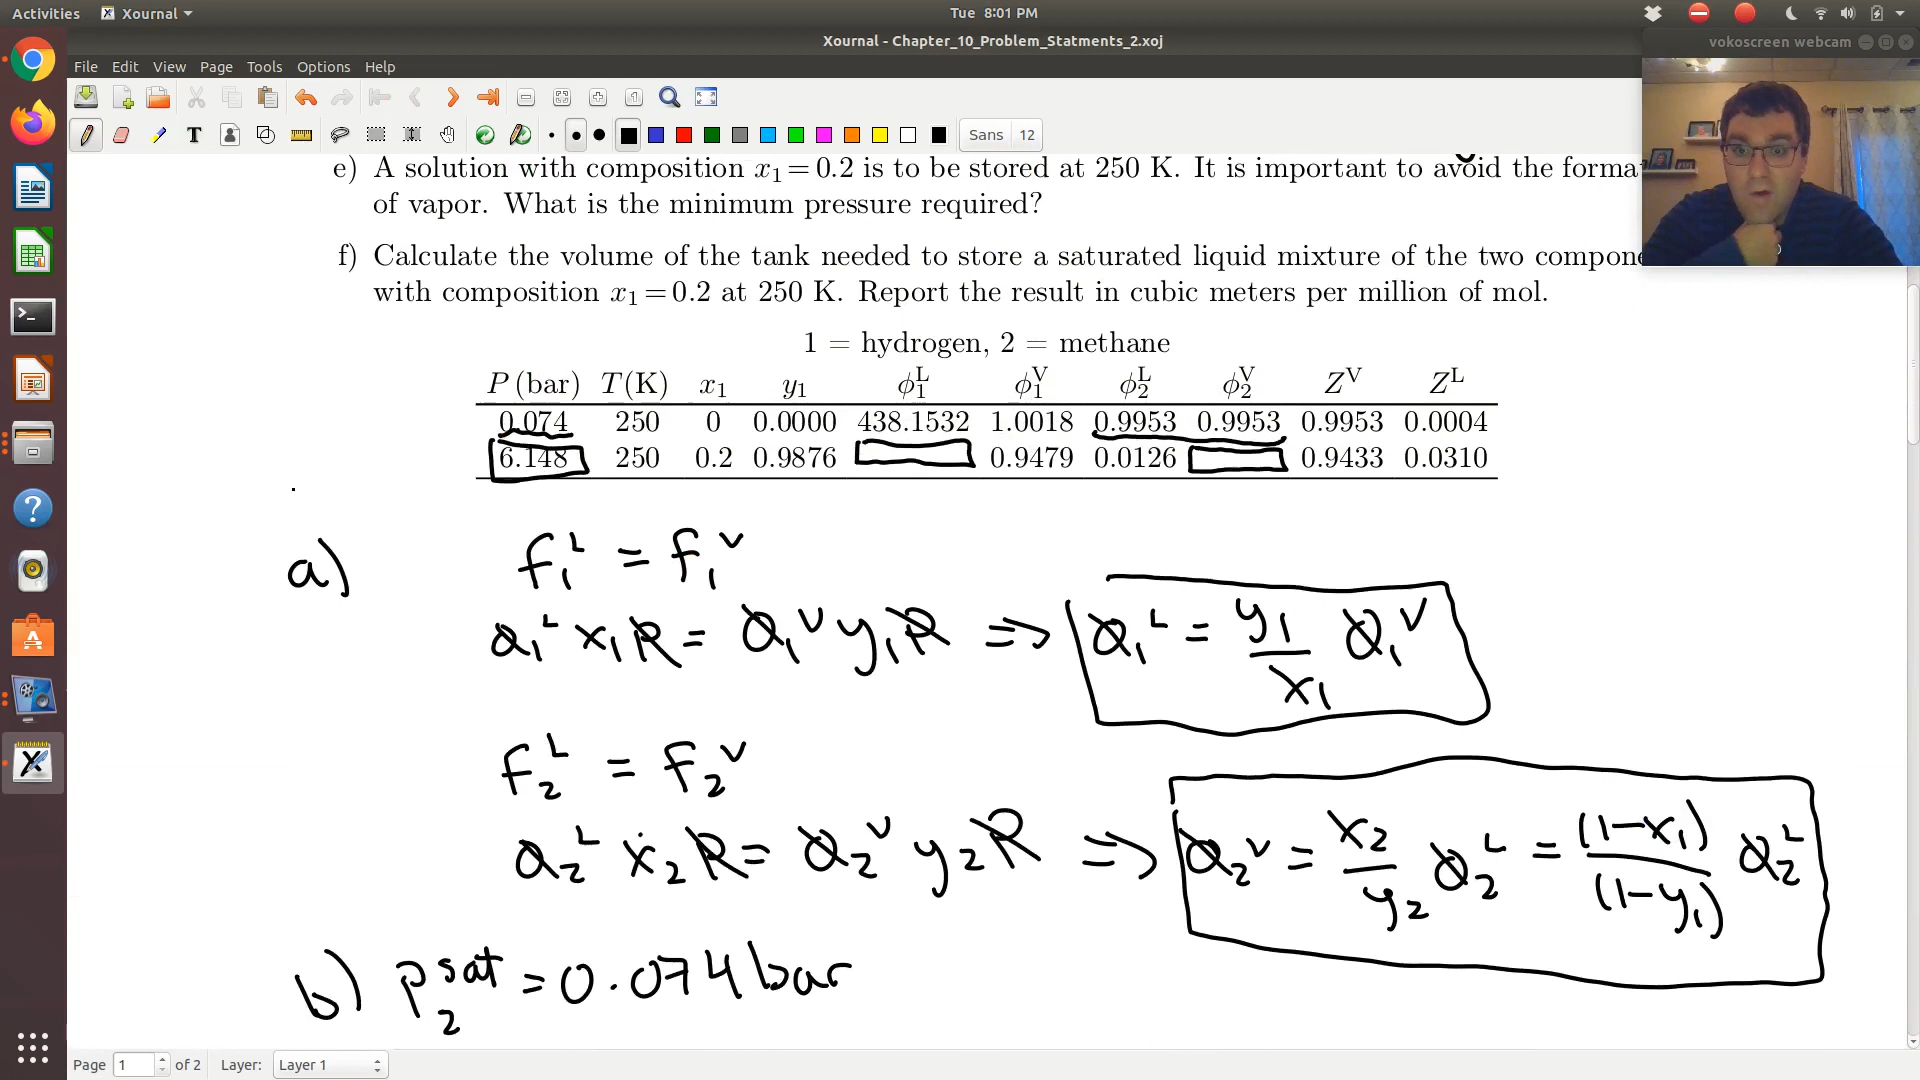 Activities Xournal Tue 8:01 PM
Xournal - Chapter_10_Problem_Statments_2.xoj
vokoscreen webcam
File Edit View Page Tools Options Help
Sans 12
e) A solution with composition x₁ = 0.2 is to be stored at 250 K. It is important to avoid the forma
of vapor. What is the minimum pressure required?
f) Calculate the volume of the tank needed to store a saturated liquid mixture of the two compone
with composition x₁ = 0.2 at 250 K. Report the result in cubic meters per million of mol.
1 = hydrogen, 2 = methane
P (bar) T(K) x₁ y₁ ϕ₁ᴸ ϕ₁ⱽ ϕ₂ᴸ ϕ₂ⱽ Zⱽ Zᴸ
0.074 250 0 0.0000 438.1532 1.0018 0.9953 0.9953 0.9953 0.0004
6.148 250 0.2 0.9876 0.9479 0.0126 0.9433 0.0310
a) f₁ᴸ = f₁ⱽ
ϕ₁ᴸ x₁ P = ϕ₁ⱽ y₁ P ⇒ ϕ₁ᴸ = y₁/x₁ ϕ₁ⱽ
f₂ᴸ = f₂ⱽ
ϕ₂ᴸ x₂ P = ϕ₂ⱽ y₂ P ⇒ ϕ₂ⱽ = x₂/y₂ ϕ₂ᴸ = (1-x₁)/(1-y₁) ϕ₂ᴸ
b) P₂ˢᵃᵗ = 0.074 bar
Page 1 of 2 Layer: Layer 1